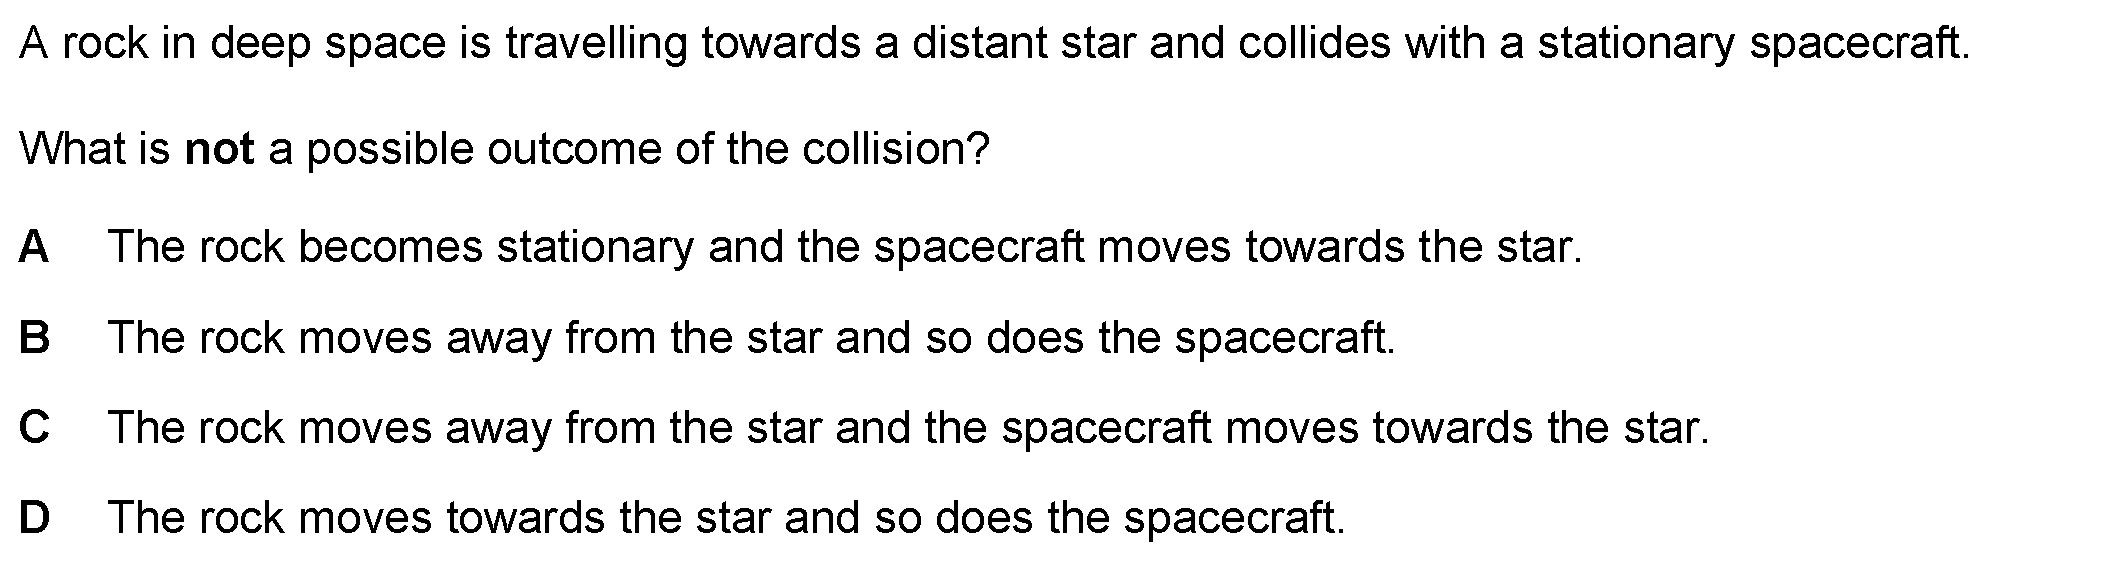 A rock in deep space is travelling towards a distant star and collides with a stationary spacecraft.
What is not a possible outcome of the collision?
A The rock becomes stationary and the spacecraft moves towards the star.
B The rock moves away from the star and so does the spacecraft.
C The rock moves away from the star and the spacecraft moves towards the star.
D The rock moves towards the star and so does the spacecraft.